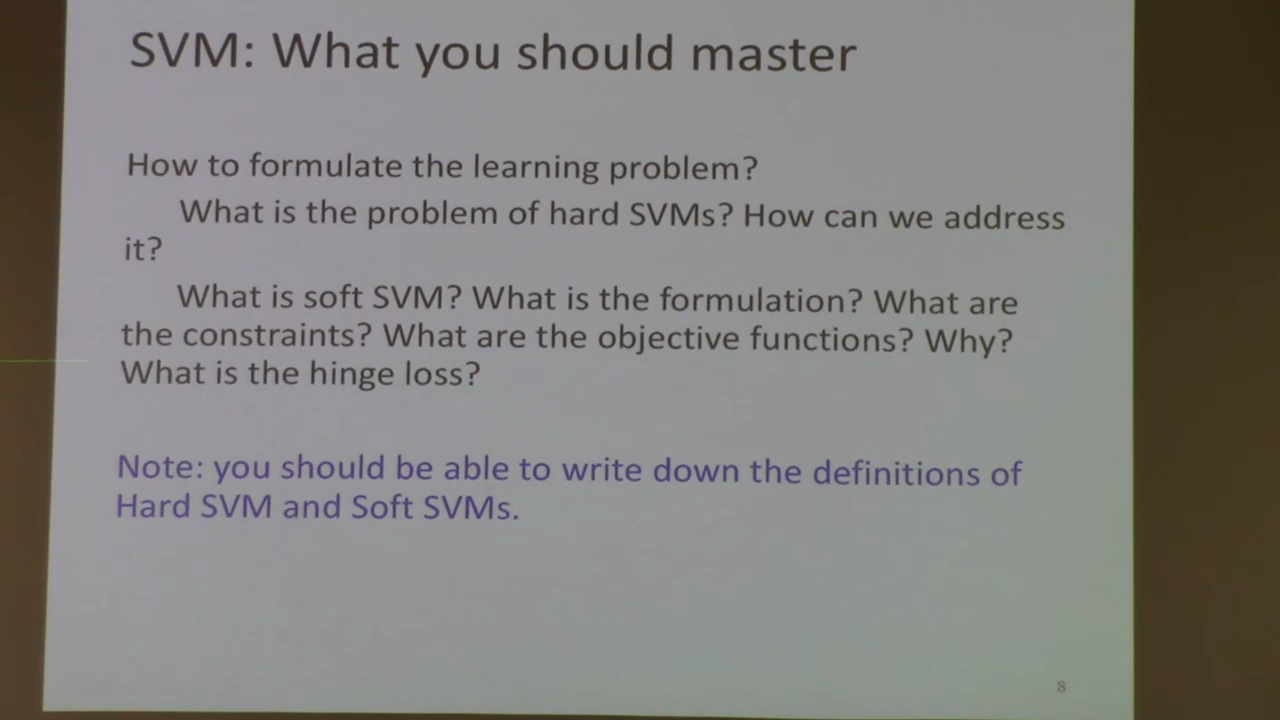 SVM: What you should master
How to formulate the learning problem?
What is the problem of hard SVMs? How can we address
it?
What is soft SVM? What is the formulation? What are
the constraints? What are the objective functions? Why?
What is the hinge loss?
Note: you should be able to write down the definitions of
Hard SVM and Soft SVMs.
8